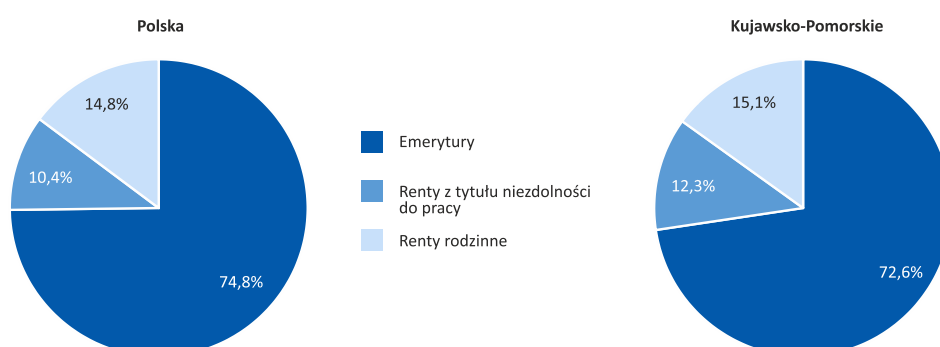 Polska
14,8%
10,4%
74,8%
Emerytury
Renty z tytułu niezdolności
do pracy
Renty rodzinne
Kujawsko-Pomorskie
15,1%
12,3%
72,6%